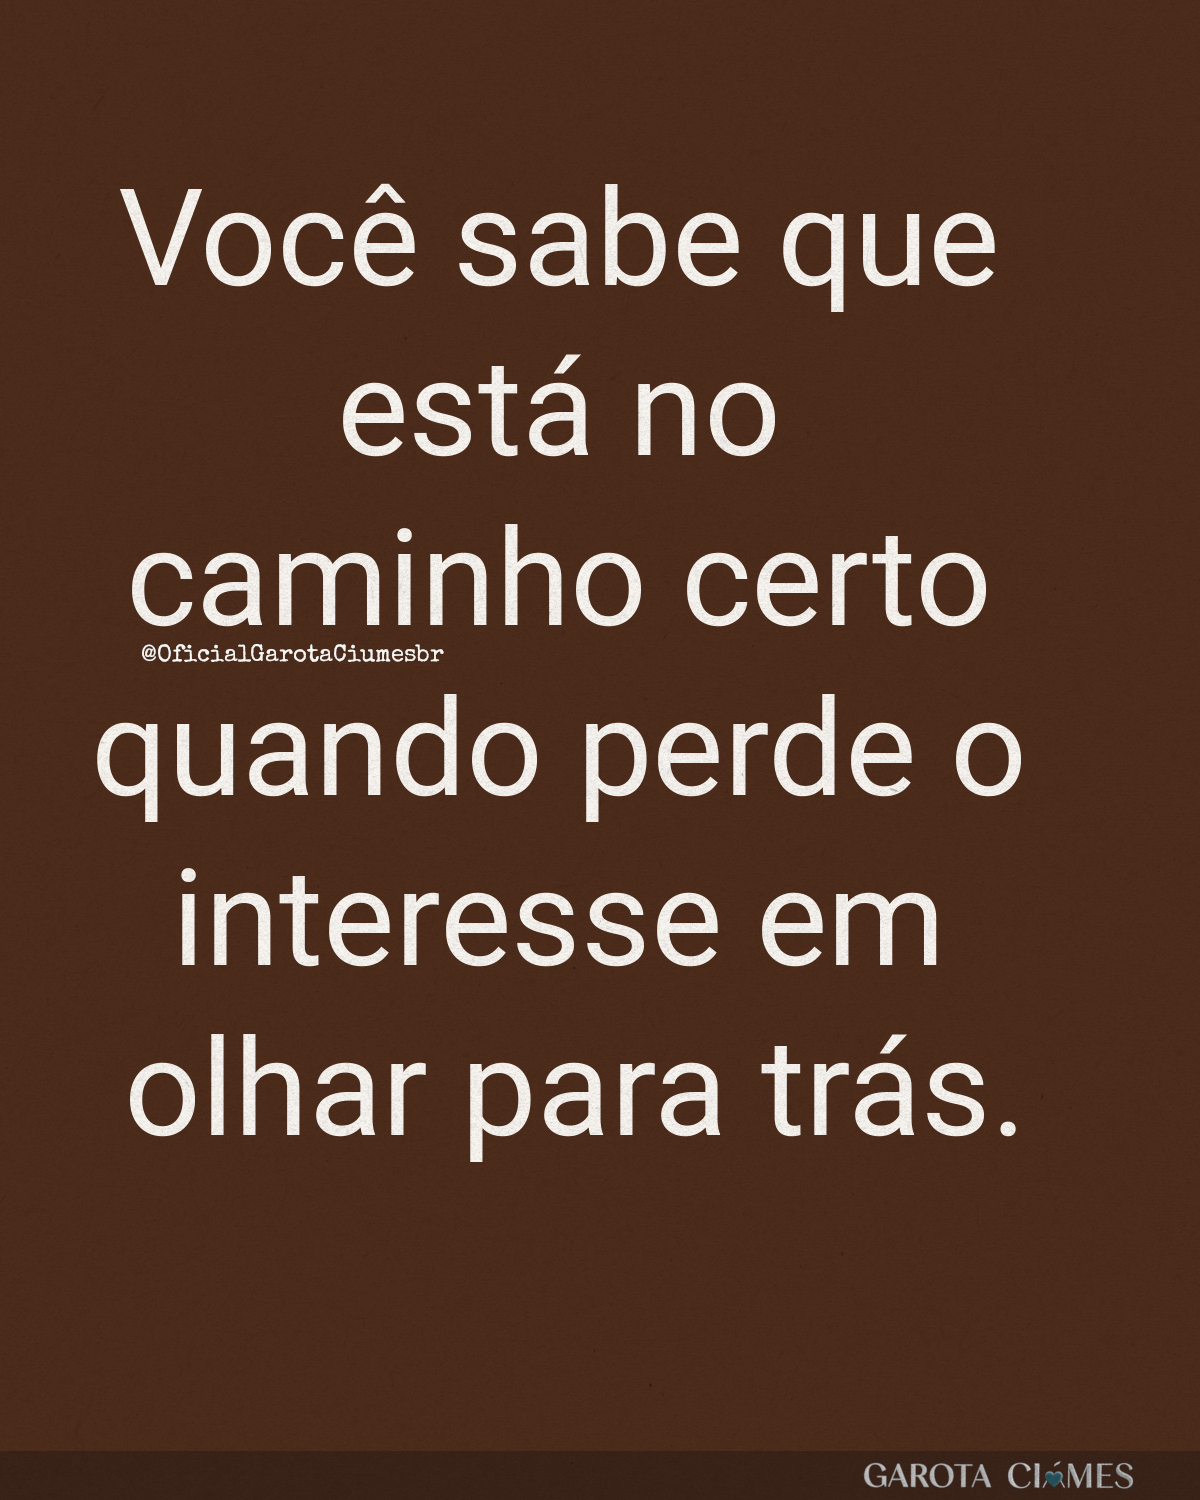 Você sabe que
está no
caminho certo
@OficialGarotaCiumesbr
quando perde o
interesse em
olhar para trás.
GAROTA CIÚMES